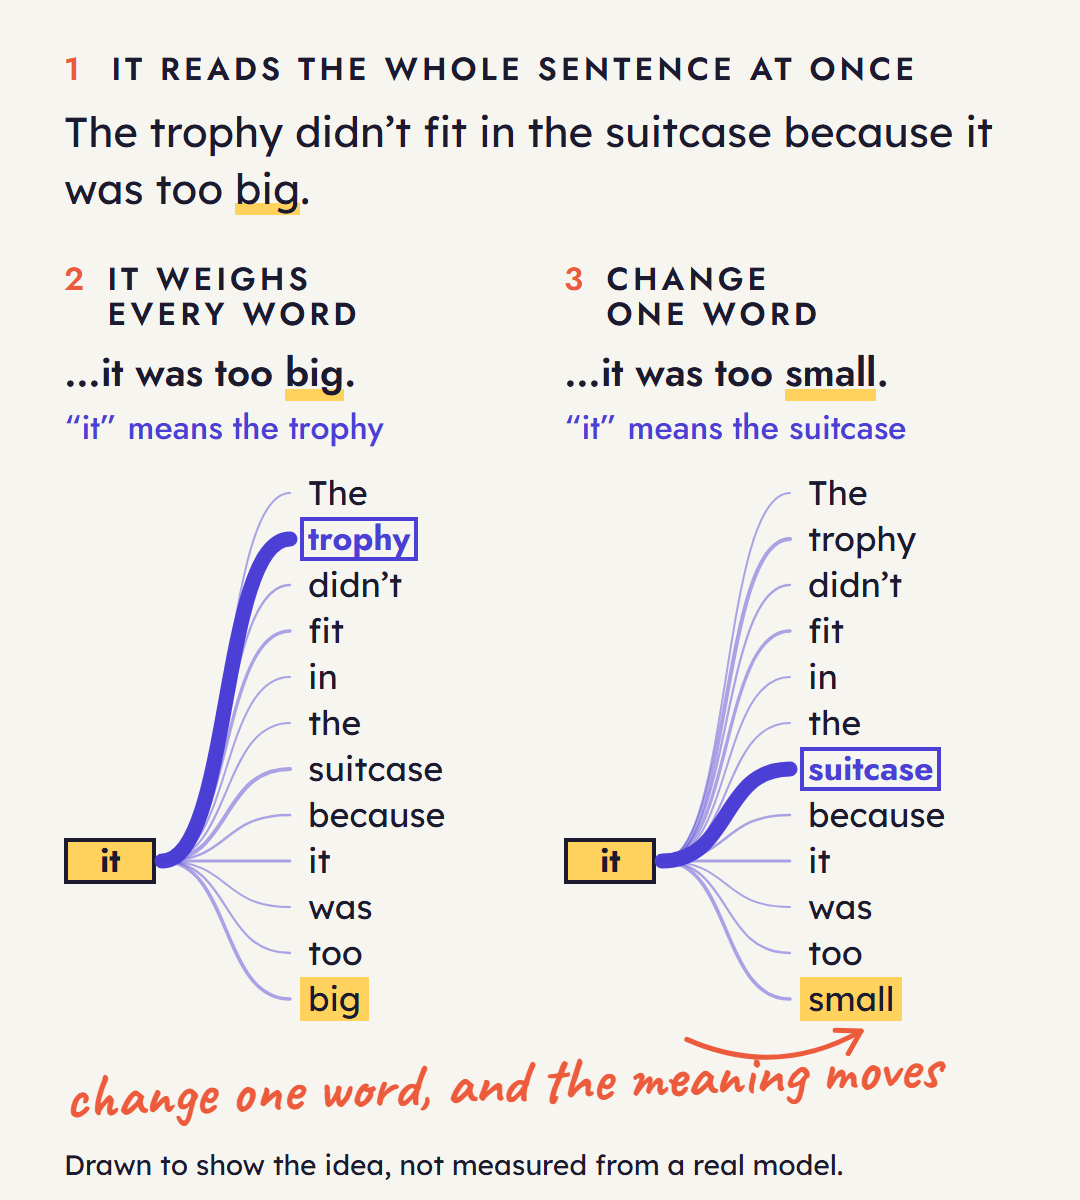 1 IT READS THE WHOLE SENTENCE AT ONCE
The trophy didn’t fit in the suitcase because it
was too big.
2 IT WEIGHS
EVERY WORD
...it was too big.
“it” means the trophy
The
trophy
didn’t
fit
in
the
suitcase
because
it
it
was
too
big
3 CHANGE
ONE WORD
...it was too small.
“it” means the suitcase
The
trophy
didn’t
fit
in
the
suitcase
because
it
it
was
too
small
change one word, and the meaning moves
Drawn to show the idea, not measured from a real model.